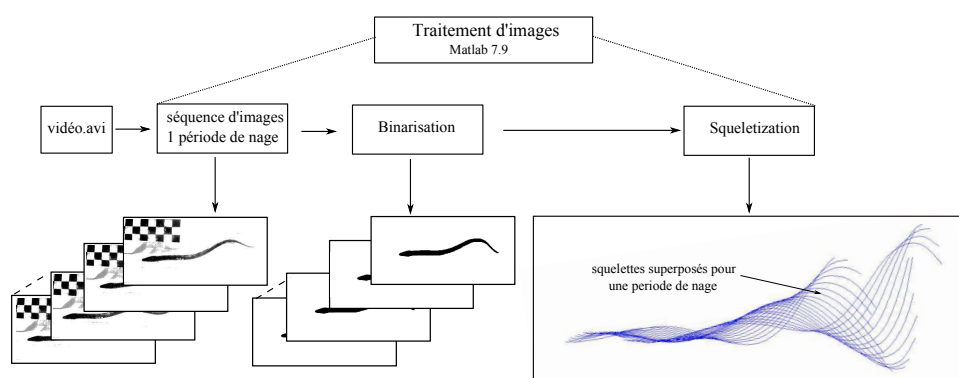 Traitement d'images
Matlab 7.9
vidéo.avi
séquence d'images
1 période de nage
Binarisation
Squeletization
squelettes superposés pour
une periode de nage